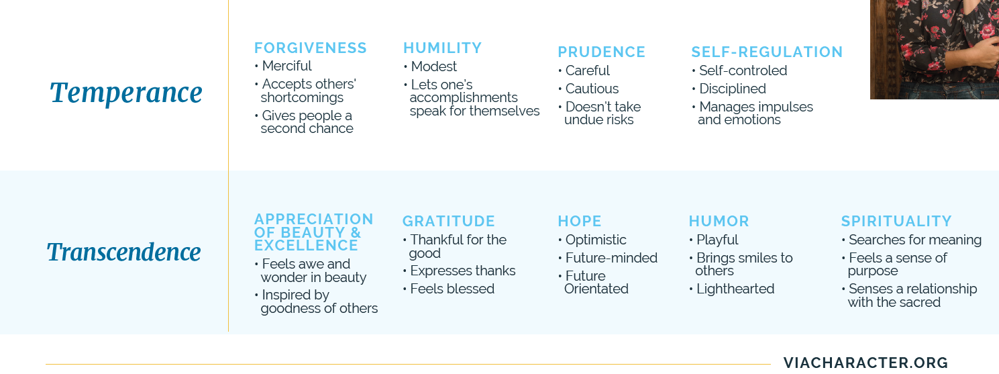 Temperance
FORGIVENESS
• Merciful
• Accepts others'
shortcomings
• Gives people a
second chance
HUMILITY
• Modest
• Lets one's
accomplishments
speak for themselves
PRUDENCE
• Careful
• Cautious
• Doesn't take
undue risks
SELF-REGULATION
• Self-controled
• Disciplined
• Manages impulses
and emotions
Transcendence
APPRECIATION
OF BEAUTY &
EXCELLENCE
• Feels awe and
wonder in beauty
• Inspired by
goodness of others
GRATITUDE
• Thankful for the
good
• Expresses thanks
• Feels blessed
HOPE
• Optimistic
• Future-minded
• Future
Orientated
HUMOR
• Playful
• Brings smiles to
others
• Lighthearted
SPIRITUALITY
• Searches for meaning
• Feels a sense of
purpose
• Senses a relationship
with the sacred
VIACHARACTER.ORG